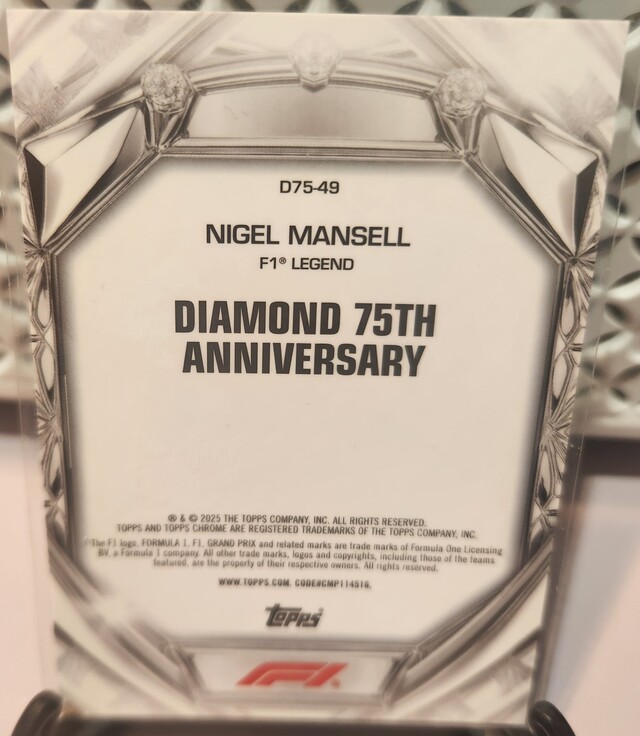 D75-49
NIGEL MANSELL
F1® LEGEND
DIAMOND 75TH
ANNIVERSARY
® & © 2025 THE TOPPS COMPANY, INC. ALL RIGHTS RESERVED.
TOPPS AND TOPPS CHROME ARE REGISTERED TRADEMARKS OF THE TOPPS COMPANY, INC.
The F1 logo, FORMULA 1, F1, GRAND PRIX and related marks are trade marks of Formula One Licensing
BV, a Formula 1 company. All other trade marks, logos and copyrights, including those of the teams
featured, are the property of their respective owners. All rights reserved.
WWW.TOPPS.COM. CODE#CMP114516.
topps
F1